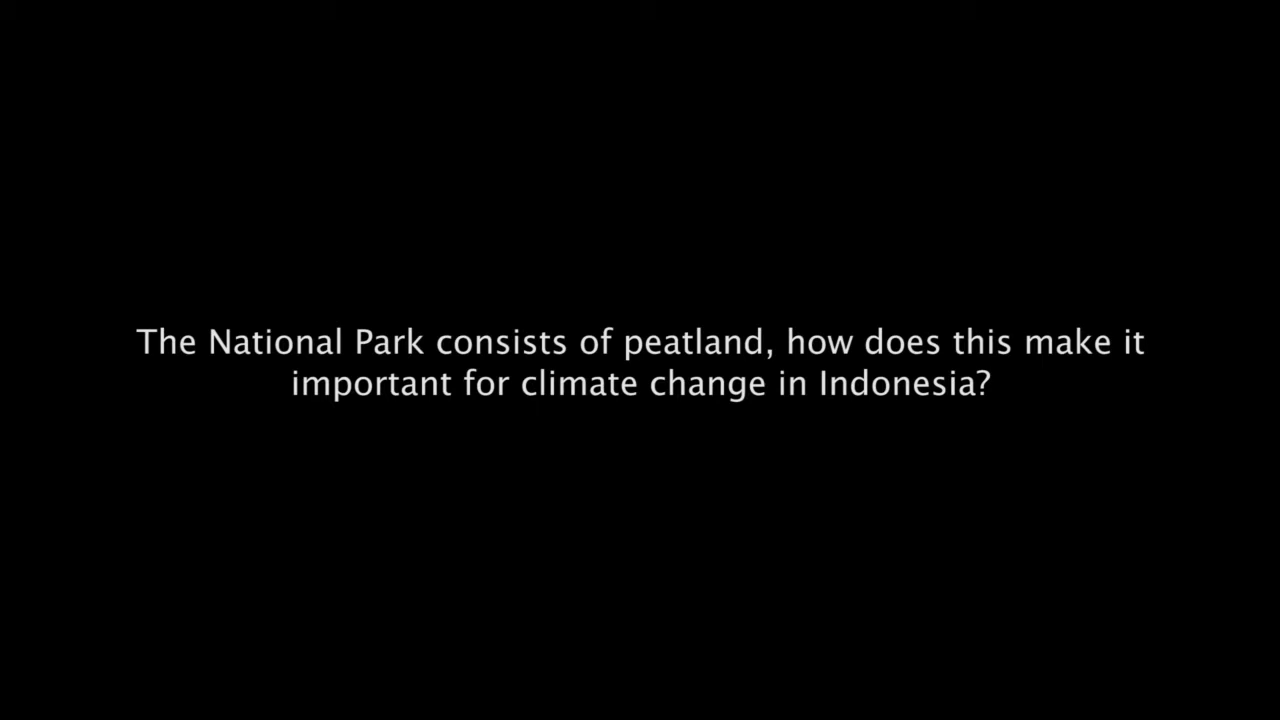 The National Park consists of peatland, how does this make it
important for climate change in Indonesia?